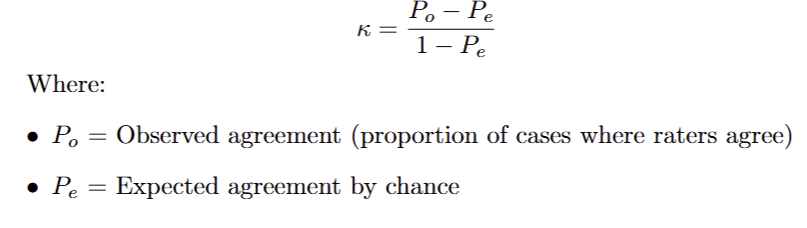 κ = \frac{P_o − P_e}{1 − P_e}
Where:
• P_o = Observed agreement (proportion of cases where raters agree)
• P_e = Expected agreement by chance